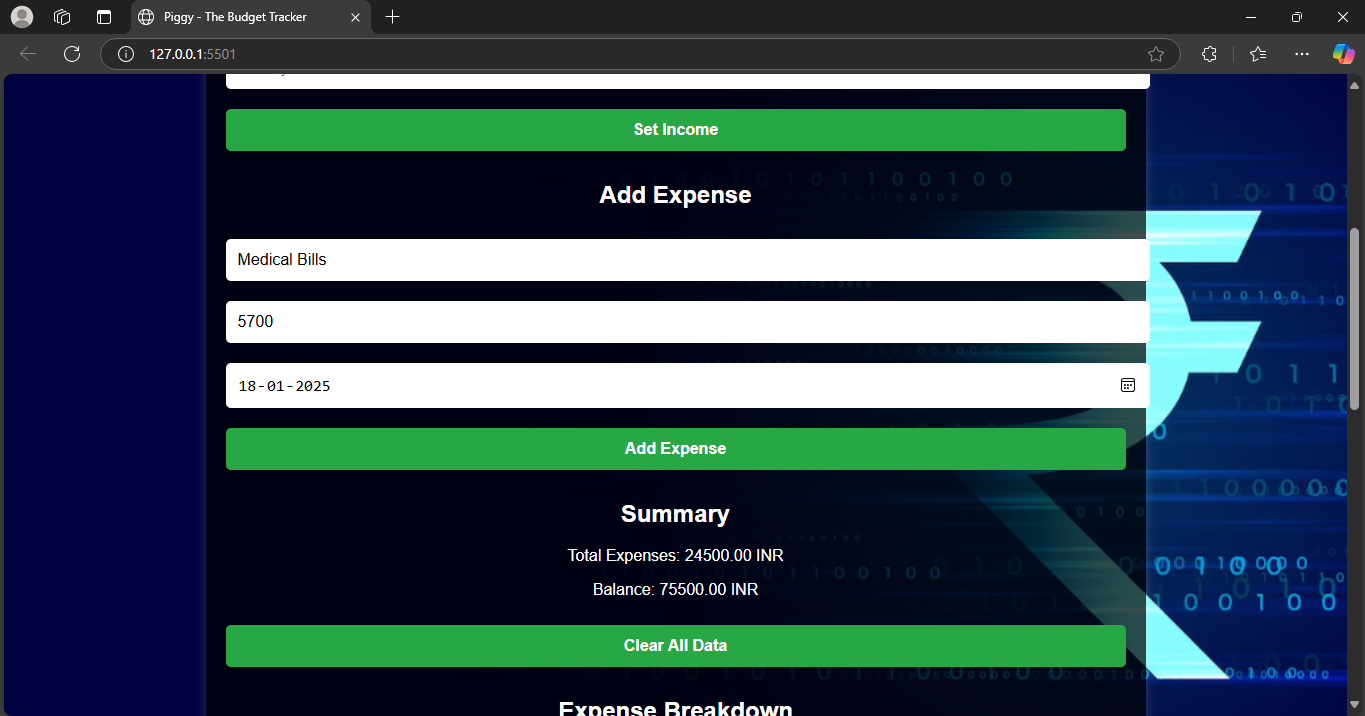 Piggy - The Budget Tracker
127.0.0.1:5501
Set Income
Add Expense
Medical Bills
5700
18-01-2025
Add Expense
Summary
Total Expenses: 24500.00 INR
Balance: 75500.00 INR
Clear All Data
Expense Breakdown